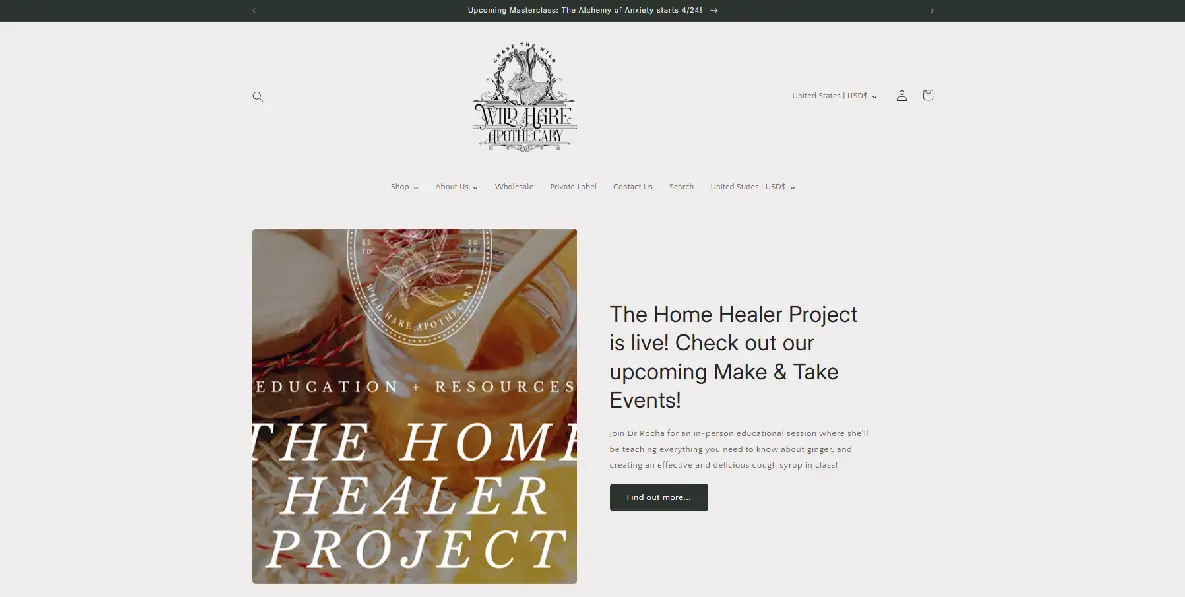 Upcoming Masterclass: The Alchemy of Anxiety starts 4/24! →
CHASE THE WILD
WILD HARE
APOTHECARY
United States | USD$
Shop
About Us
Wholesale
Private Label
Contact Us
Search
United States | USD$
ES
TD
20
WILD HARE APOTHECARY
EDUCATION + RESOURCES
THE HOME
HEALER
PROJECT
The Home Healer Project
is live! Check out our
upcoming Make & Take
Events!
Join Dr Rocha for an in-person educational session where she'll
be teaching everything you need to know about ginger, and
creating an effective and delicious cough syrup in class!
Find out more...